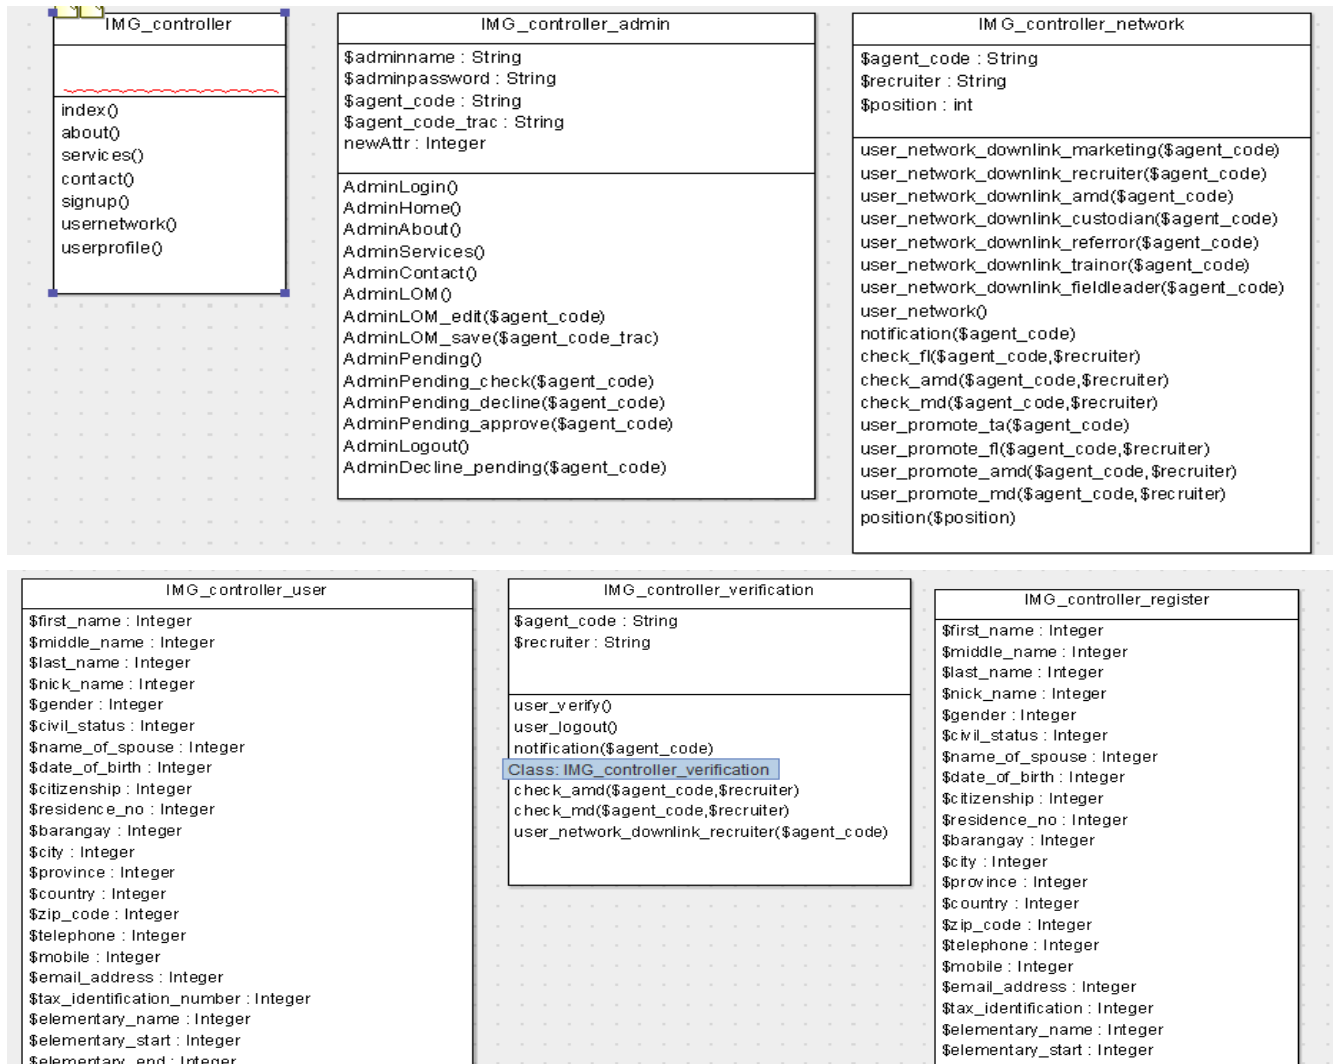 IMG_controller
index()
about()
services()
contact()
signup()
usernetwork()
userprofile()
IMG_controller_admin
$adminname : String
$adminpassword : String
$agent_code : String
$agent_code_trac : String
newAttr : Integer
AdminLogin()
AdminHome()
AdminAbout()
AdminServices()
AdminContact()
AdminLOM()
AdminLOM_edit($agent_code)
AdminLOM_save($agent_code_trac)
AdminPending()
AdminPending_check($agent_code)
AdminPending_decline($agent_code)
AdminPending_approve($agent_code)
AdminLogout()
AdminDecline_pending($agent_code)
IMG_controller_network
$agent_code : String
$recruiter : String
$position : int
user_network_downlink_marketing($agent_code)
user_network_downlink_recruiter($agent_code)
user_network_downlink_amd($agent_code)
user_network_downlink_custodian($agent_code)
user_network_downlink_referror($agent_code)
user_network_downlink_trainor($agent_code)
user_network_downlink_fieldleader($agent_code)
user_network()
notification($agent_code)
check_fl($agent_code,$recruiter)
check_amd($agent_code,$recruiter)
check_md($agent_code,$recruiter)
user_promote_ta($agent_code)
user_promote_fl($agent_code,$recruiter)
user_promote_amd($agent_code,$recruiter)
user_promote_md($agent_code,$recruiter)
position($position)
IMG_controller_user
$first_name : Integer
$middle_name : Integer
$last_name : Integer
$nick_name : Integer
$gender : Integer
$civil_status : Integer
$name_of_spouse : Integer
$date_of_birth : Integer
$citizenship : Integer
$residence_no : Integer
$barangay : Integer
$city : Integer
$province : Integer
$country : Integer
$zip_code : Integer
$telephone : Integer
$mobile : Integer
$email_address : Integer
$tax_identification_number : Integer
$elementary_name : Integer
$elementary_start : Integer
$elementary_end : Integer
IMG_controller_verification
$agent_code : String
$recruiter : String
user_verify()
user_logout()
notification($agent_code)
Class: IMG_controller_verification
check_amd($agent_code,$recruiter)
check_md($agent_code,$recruiter)
user_network_downlink_recruiter($agent_code)
IMG_controller_register
$first_name : Integer
$middle_name : Integer
$last_name : Integer
$nick_name : Integer
$gender : Integer
$civil_status : Integer
$name_of_spouse : Integer
$date_of_birth : Integer
$citizenship : Integer
$residence_no : Integer
$barangay : Integer
$city : Integer
$province : Integer
$country : Integer
$zip_code : Integer
$telephone : Integer
$mobile : Integer
$email_address : Integer
$tax_identification : Integer
$elementary_name : Integer
$elementary_start : Integer